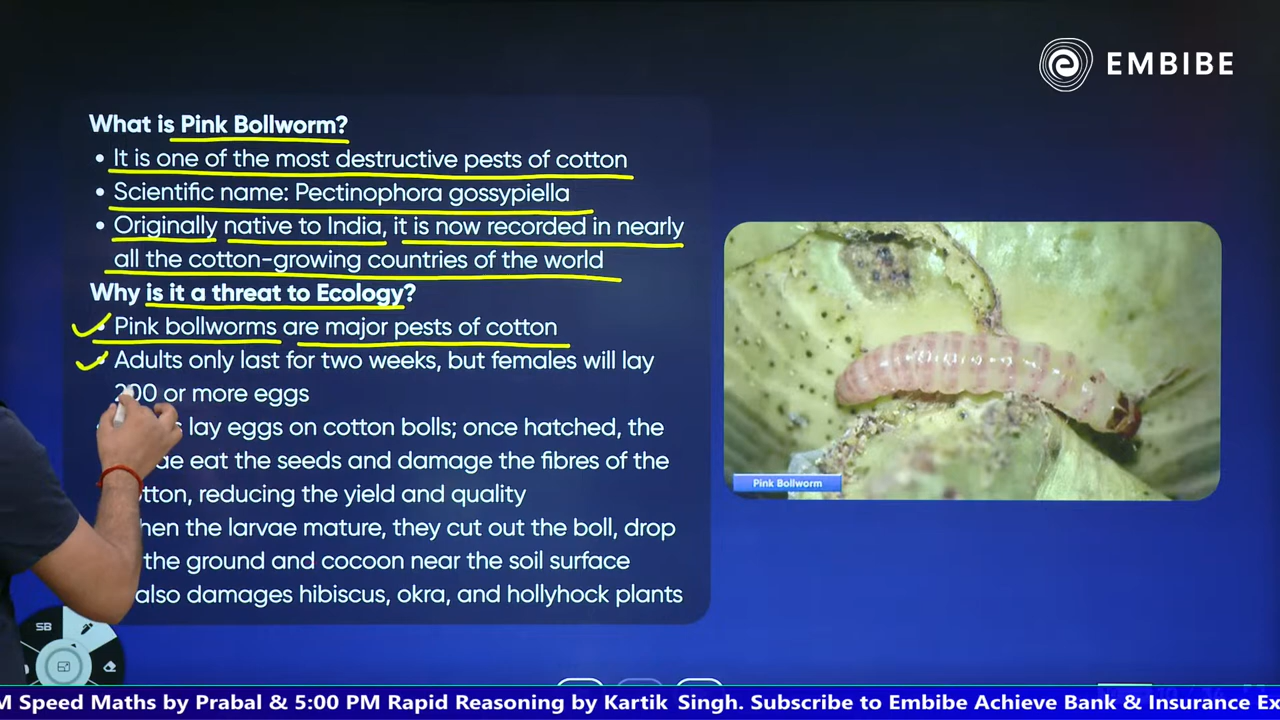 EMBIBE
What is Pink Bollworm?
• It is one of the most destructive pests of cotton
• Scientific name: Pectinophora gossypiella
• Originally native to India, it is now recorded in nearly
all the cotton-growing countries of the world
Why is it a threat to Ecology?
• Pink bollworms are major pests of cotton
• Adults only last for two weeks, but females will lay
200 or more eggs
lay eggs on cotton bolls; once hatched, the
eat the seeds and damage the fibres of the
cotton, reducing the yield and quality
When the larvae mature, they cut out the boll, drop
the ground and cocoon near the soil surface
also damages hibiscus, okra, and hollyhock plants
Pink Bollworm
SB
M Speed Maths by Prabal & 5:00 PM Rapid Reasoning by Kartik Singh. Subscribe to Embibe Achieve Bank & Insurance Ex